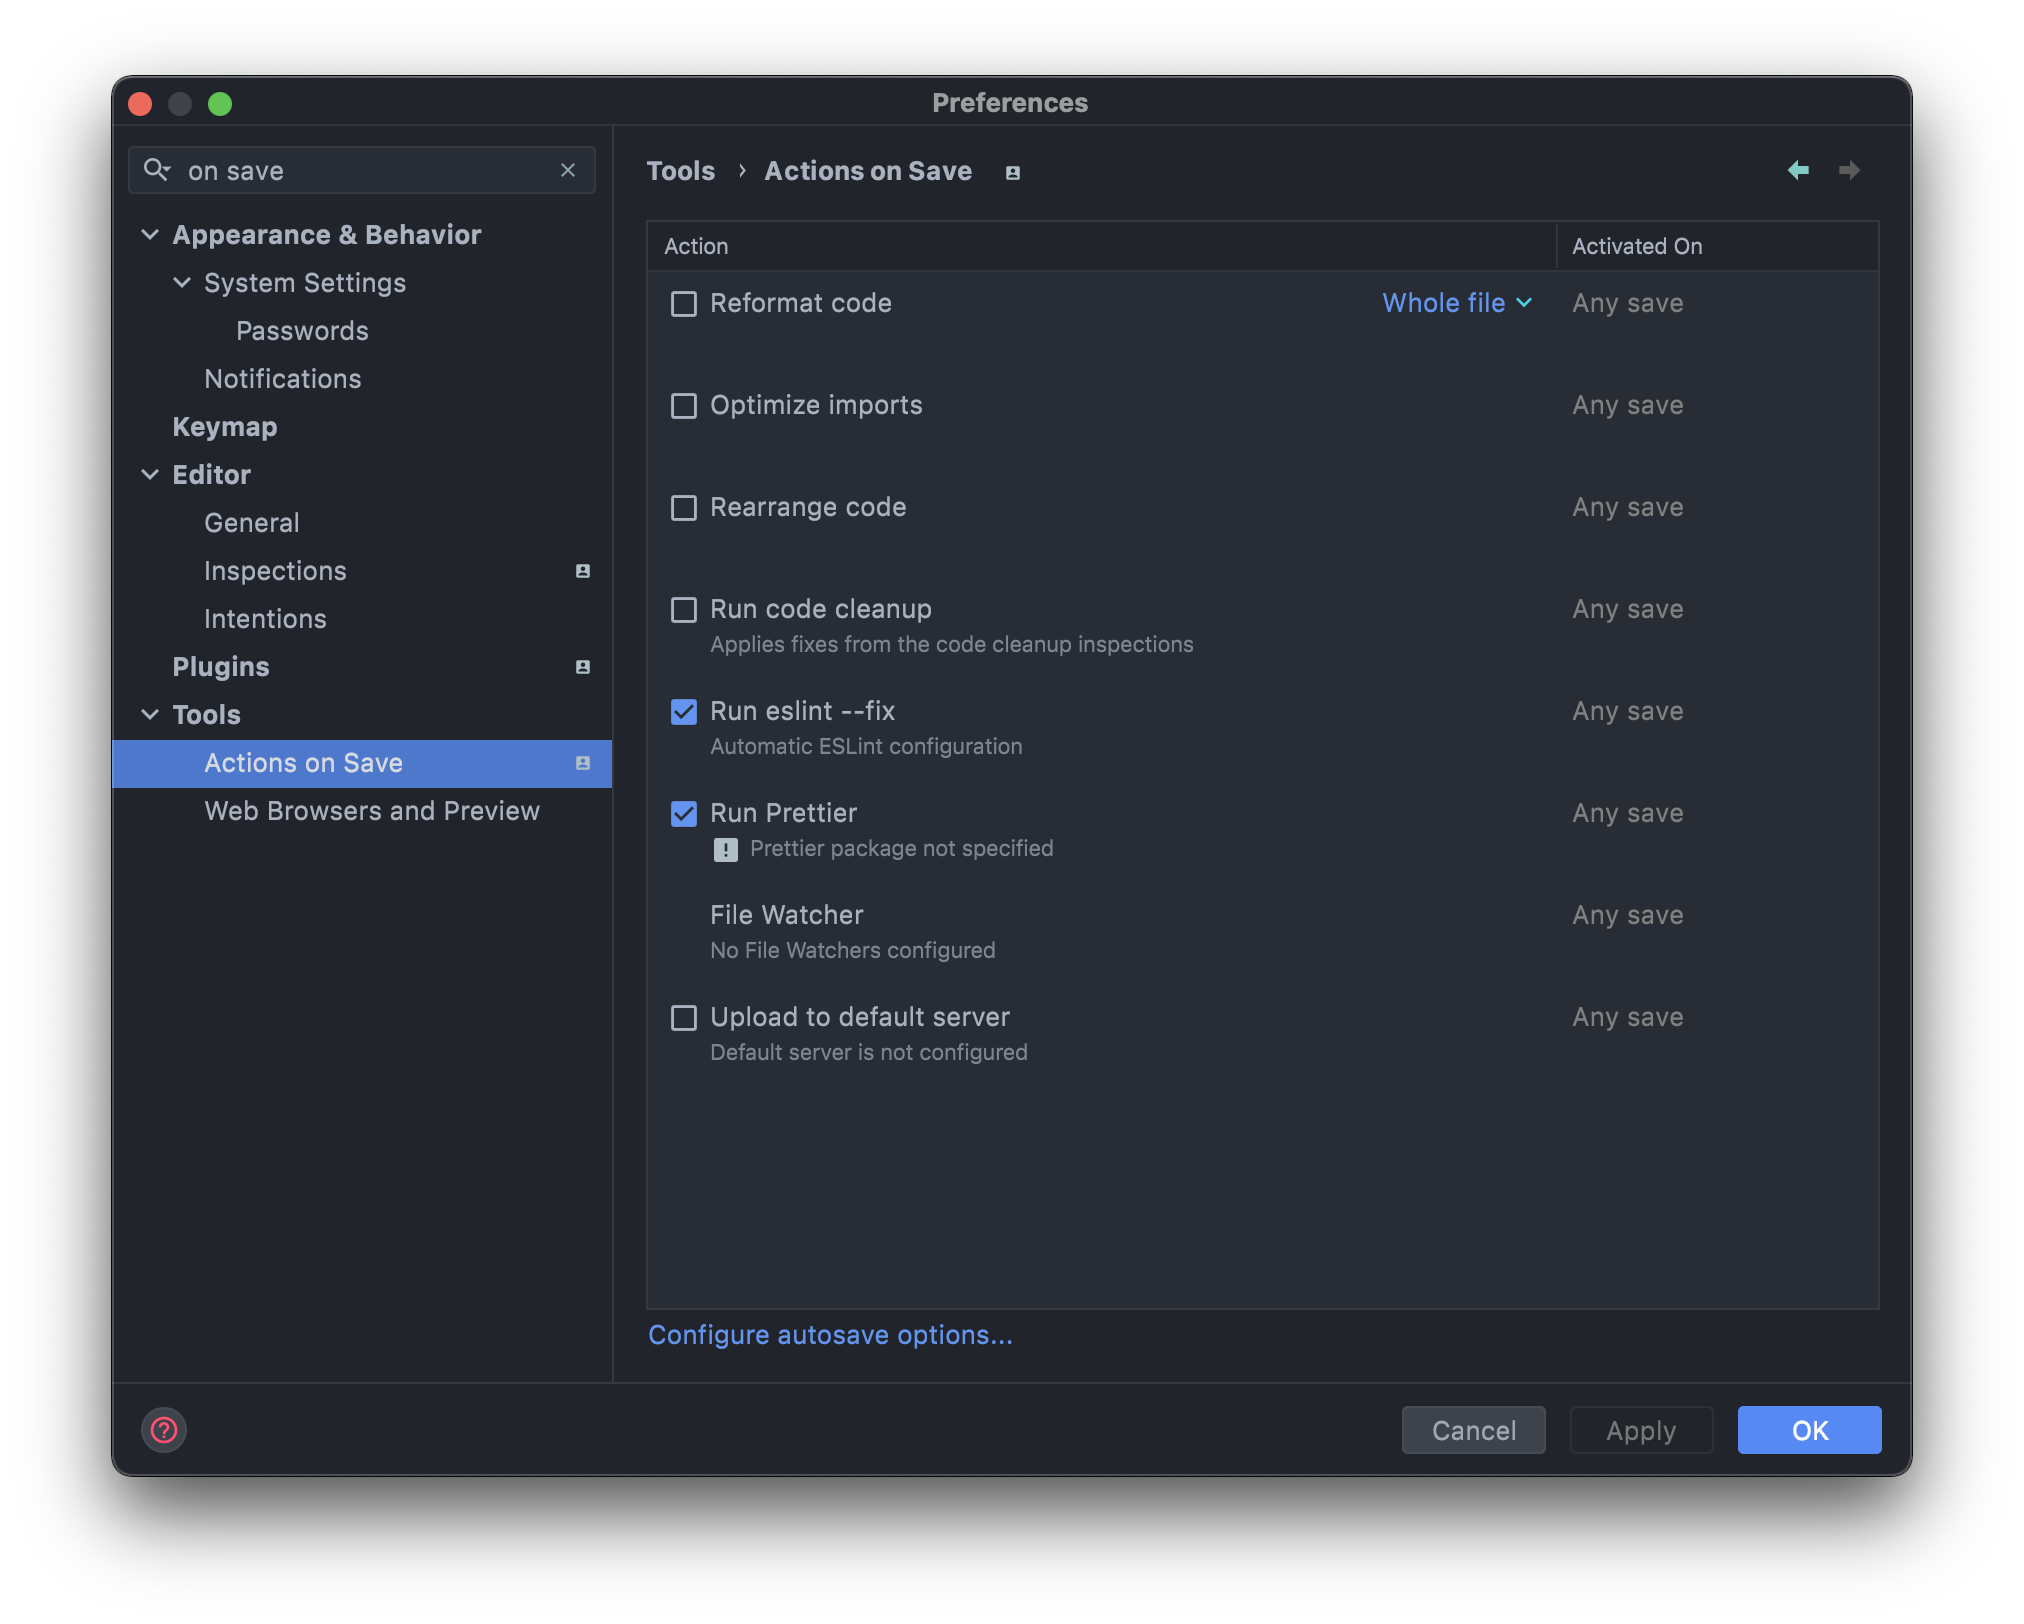 Preferences
on save
Appearance & Behavior
System Settings
Passwords
Notifications
Keymap
Editor
General
Inspections
Intentions
Plugins
Tools
Actions on Save
Web Browsers and Preview
Tools › Actions on Save
Action Activated On
Reformat code Whole file Any save
Optimize imports Any save
Rearrange code Any save
Run code cleanup Any save
Applies fixes from the code cleanup inspections
Run eslint --fix Any save
Automatic ESLint configuration
Run Prettier Any save
! Prettier package not specified
File Watcher Any save
No File Watchers configured
Upload to default server Any save
Default server is not configured
Configure autosave options...
? Cancel Apply OK